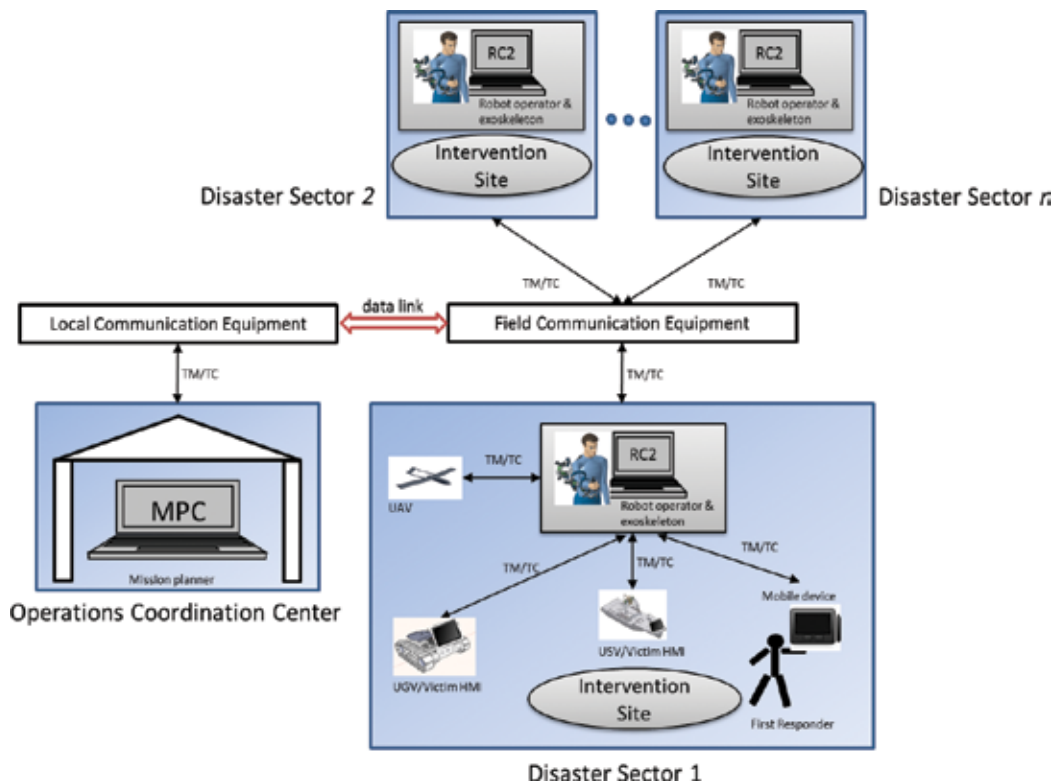 RC2
Robot operator &
exoskeleton
Intervention
Site
Disaster Sector 2
RC2
Robot operator &
exoskeleton
Intervention
Site
Disaster Sector n
TM/TC
TM/TC
Local Communication Equipment
data link
Field Communication Equipment
TM/TC
TM/TC
MPC
Mission planner
Operations Coordination Center
RC2
Robot operator &
exoskeleton
TM/TC
UAV
TM/TC
TM/TC
TM/TC
UGV/Victim HMI
USV/Victim HMI
Mobile device
First Responder
Intervention
Site
Disaster Sector 1